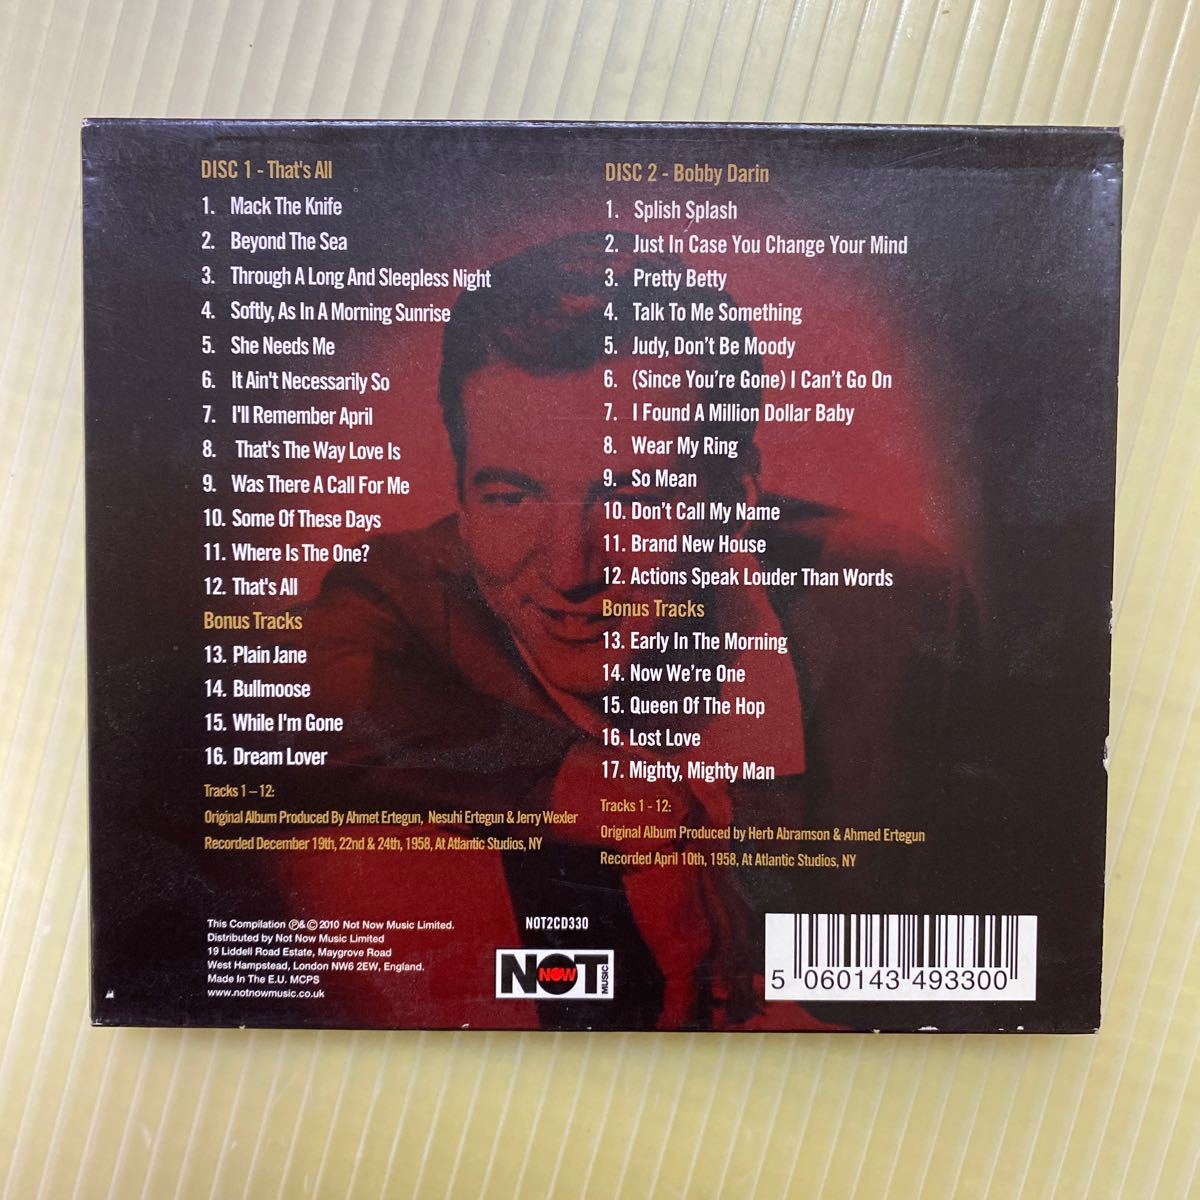 DISC 1 - That's All
1. Mack The Knife
2. Beyond The Sea
3. Through A Long And Sleepless Night
4. Softly, As In A Morning Sunrise
5. She Needs Me
6. It Ain't Necessarily So
7. I'll Remember April
8. That's The Way Love Is
9. Was There A Call For Me
10. Some Of These Days
11. Where Is The One?
12. That's All
Bonus Tracks
13. Plain Jane
14. Bullmoose
15. While I'm Gone
16. Dream Lover
Tracks 1 – 12:
Original Album Produced By Ahmet Ertegun, Nesuhi Ertegun & Jerry Wexler
Recorded December 19th, 22nd & 24th, 1958, At Atlantic Studios, NY
DISC 2 - Bobby Darin
1. Splish Splash
2. Just In Case You Change Your Mind
3. Pretty Betty
4. Talk To Me Something
5. Judy, Don't Be Moody
6. (Since You're Gone) I Can't Go On
7. I Found A Million Dollar Baby
8. Wear My Ring
9. So Mean
10. Don't Call My Name
11. Brand New House
12. Actions Speak Louder Than Words
Bonus Tracks
13. Early In The Morning
14. Now We're One
15. Queen Of The Hop
16. Lost Love
17. Mighty, Mighty Man
Tracks 1 - 12:
Original Album Produced by Herb Abramson & Ahmed Ertegun
Recorded April 10th, 1958, At Atlantic Studios, NY
This Compilation ℗&© 2010 Not Now Music Limited.
Distributed by Not Now Music Limited
19 Liddell Road Estate, Maygrove Road
West Hampstead, London NW6 2EW, England.
Made In The E.U. MCPS
www.notnowmusic.co.uk
NOT2CD330
NOT NOW MUSIC
5 060143 493300